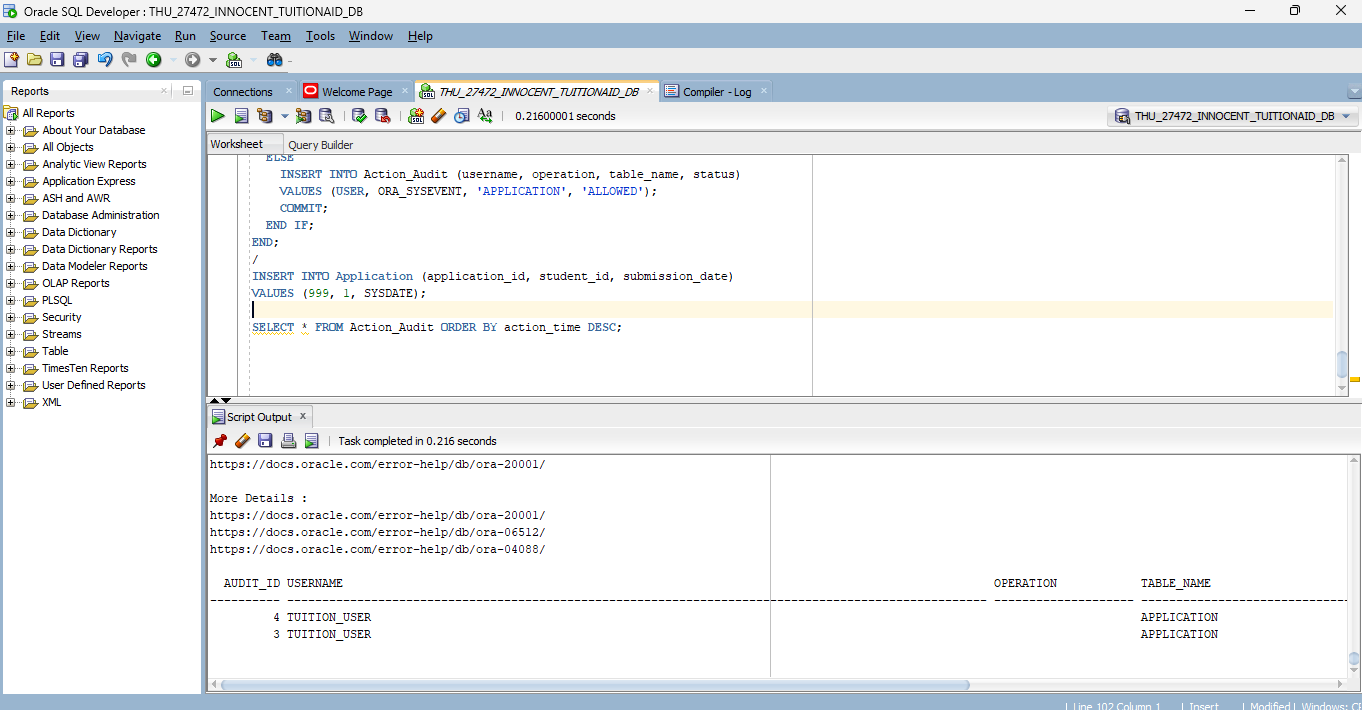 Oracle SQL Developer : THU_27472_INNOCENT_TUITIONAID_DB
File Edit View Navigate Run Source Team Tools Window Help
Reports
Connections
Welcome Page
THU_27472_INNOCENT_TUITIONAID_DB
Compiler - Log
All Reports
About Your Database
All Objects
Analytic View Reports
Application Express
ASH and AWR
Database Administration
Data Dictionary
Data Dictionary Reports
Data Modeler Reports
OLAP Reports
PLSQL
Security
Streams
Table
TimesTen Reports
User Defined Reports
XML
0.21600001 seconds
THU_27472_INNOCENT_TUITIONAID_DB
Worksheet Query Builder
ELSE
INSERT INTO Action_Audit (username, operation, table_name, status)
VALUES (USER, ORA_SYSEVENT, 'APPLICATION', 'ALLOWED');
COMMIT;
END IF;
END;
/
INSERT INTO Application (application_id, student_id, submission_date)
VALUES (999, 1, SYSDATE);
SELECT * FROM Action_Audit ORDER BY action_time DESC;
Script Output
Task completed in 0.216 seconds
https://docs.oracle.com/error-help/db/ora-20001/
More Details :
https://docs.oracle.com/error-help/db/ora-20001/
https://docs.oracle.com/error-help/db/ora-06512/
https://docs.oracle.com/error-help/db/ora-04088/
AUDIT_ID USERNAME OPERATION TABLE_NAME
4 TUITION_USER APPLICATION
3 TUITION_USER APPLICATION
Line 102 Column 1 | Insert | Modified | Windows: